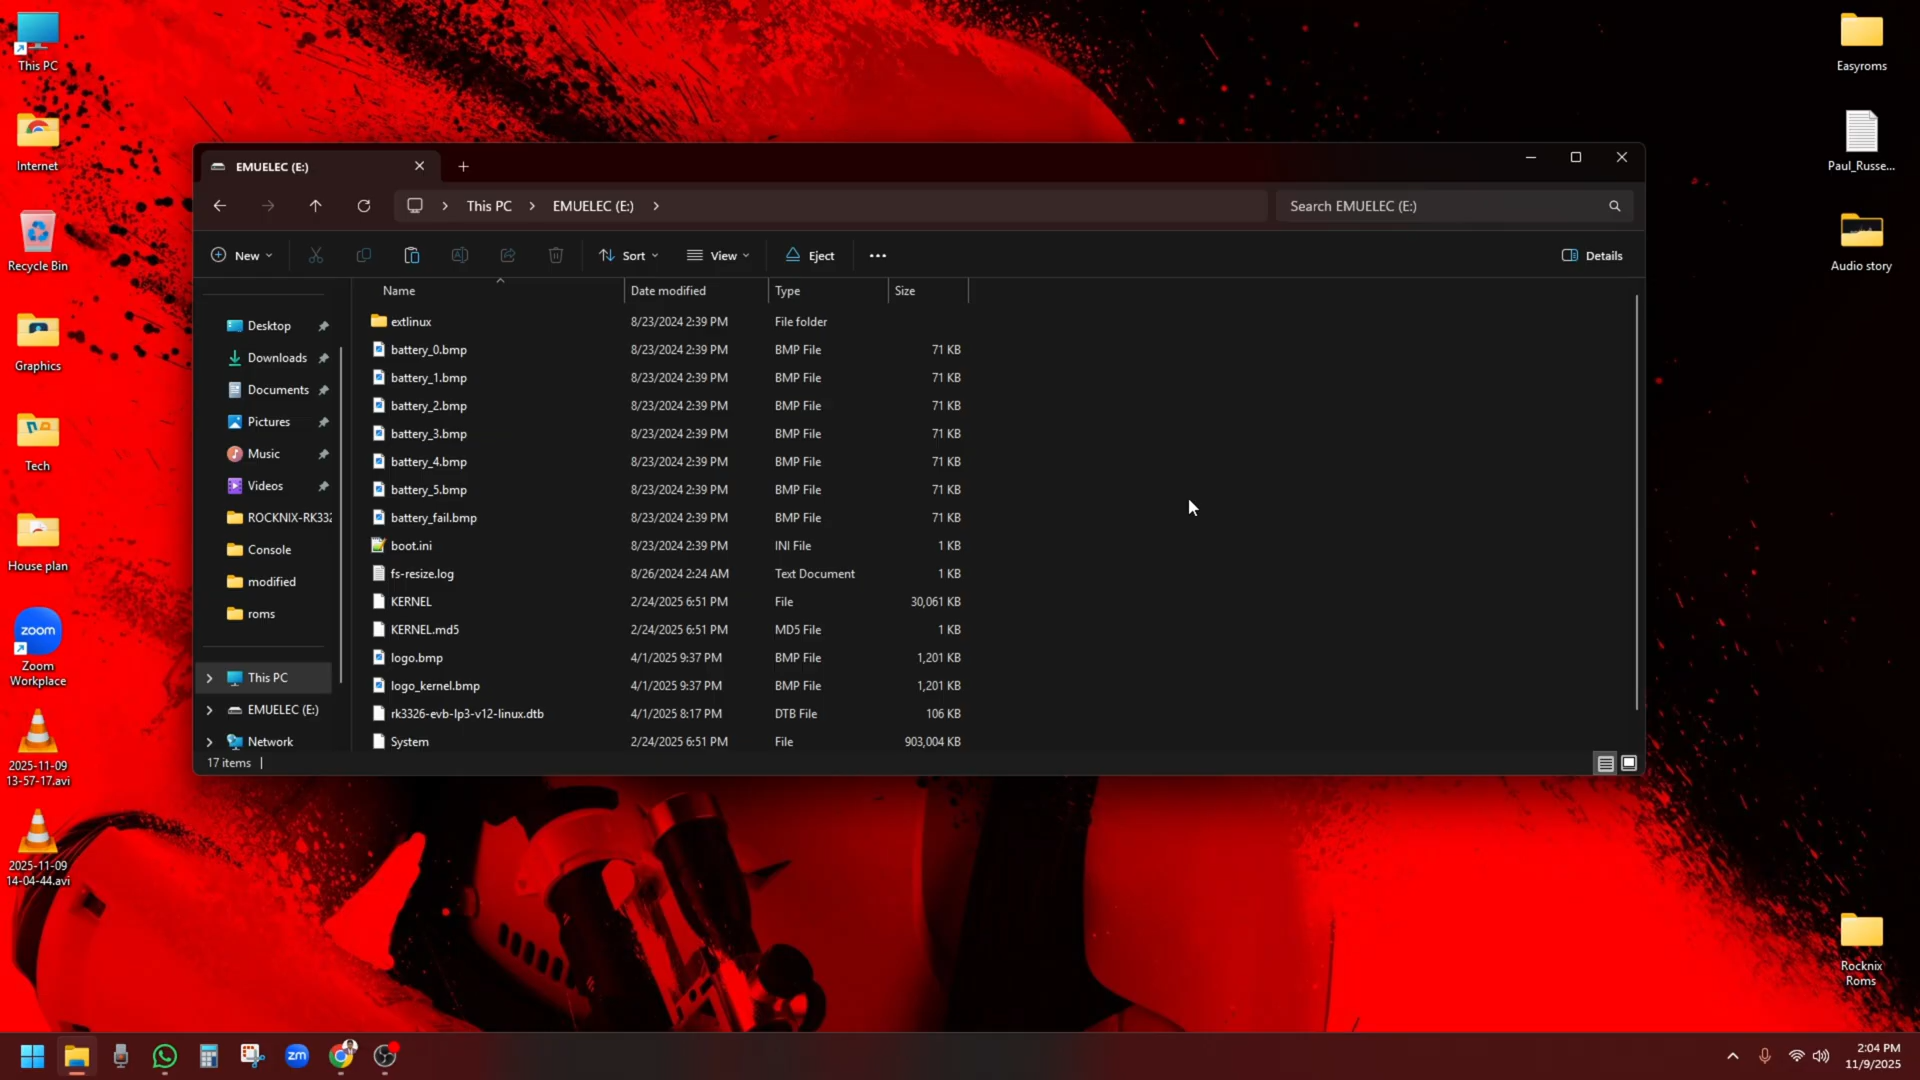 This PC
Internet
Recycle Bin
Graphics
Tech
House plan
zoom
Zoom
Workplace
2025-11-09
13-57-17.avi
2025-11-09
14-04-44.avi
Easyroms
Paul_Russe...
Audio story
Rocknix
Roms
EMUELEC (E:)
This PC
EMUELEC (E:)
Search EMUELEC (E:)
New
Sort
View
Eject
Details
Desktop
Downloads
Documents
Pictures
Music
Videos
ROCKNIX-RK332
Console
modified
roms
This PC
EMUELEC (E:)
Network
Name Date modified Type Size
extlinux 8/23/2024 2:39 PM File folder
battery_0.bmp 8/23/2024 2:39 PM BMP File 71 KB
battery_1.bmp 8/23/2024 2:39 PM BMP File 71 KB
battery_2.bmp 8/23/2024 2:39 PM BMP File 71 KB
battery_3.bmp 8/23/2024 2:39 PM BMP File 71 KB
battery_4.bmp 8/23/2024 2:39 PM BMP File 71 KB
battery_5.bmp 8/23/2024 2:39 PM BMP File 71 KB
battery_fail.bmp 8/23/2024 2:39 PM BMP File 71 KB
boot.ini 8/23/2024 2:39 PM INI File 1 KB
fs-resize.log 8/26/2024 2:24 AM Text Document 1 KB
KERNEL 2/24/2025 6:51 PM File 30,061 KB
KERNEL.md5 2/24/2025 6:51 PM MD5 File 1 KB
logo.bmp 4/1/2025 9:37 PM BMP File 1,201 KB
logo_kernel.bmp 4/1/2025 9:37 PM BMP File 1,201 KB
rk3326-evb-lp3-v12-linux.dtb 4/1/2025 8:17 PM DTB File 106 KB
System 2/24/2025 6:51 PM File 903,004 KB
17 items
zm
2:04 PM
11/9/2025